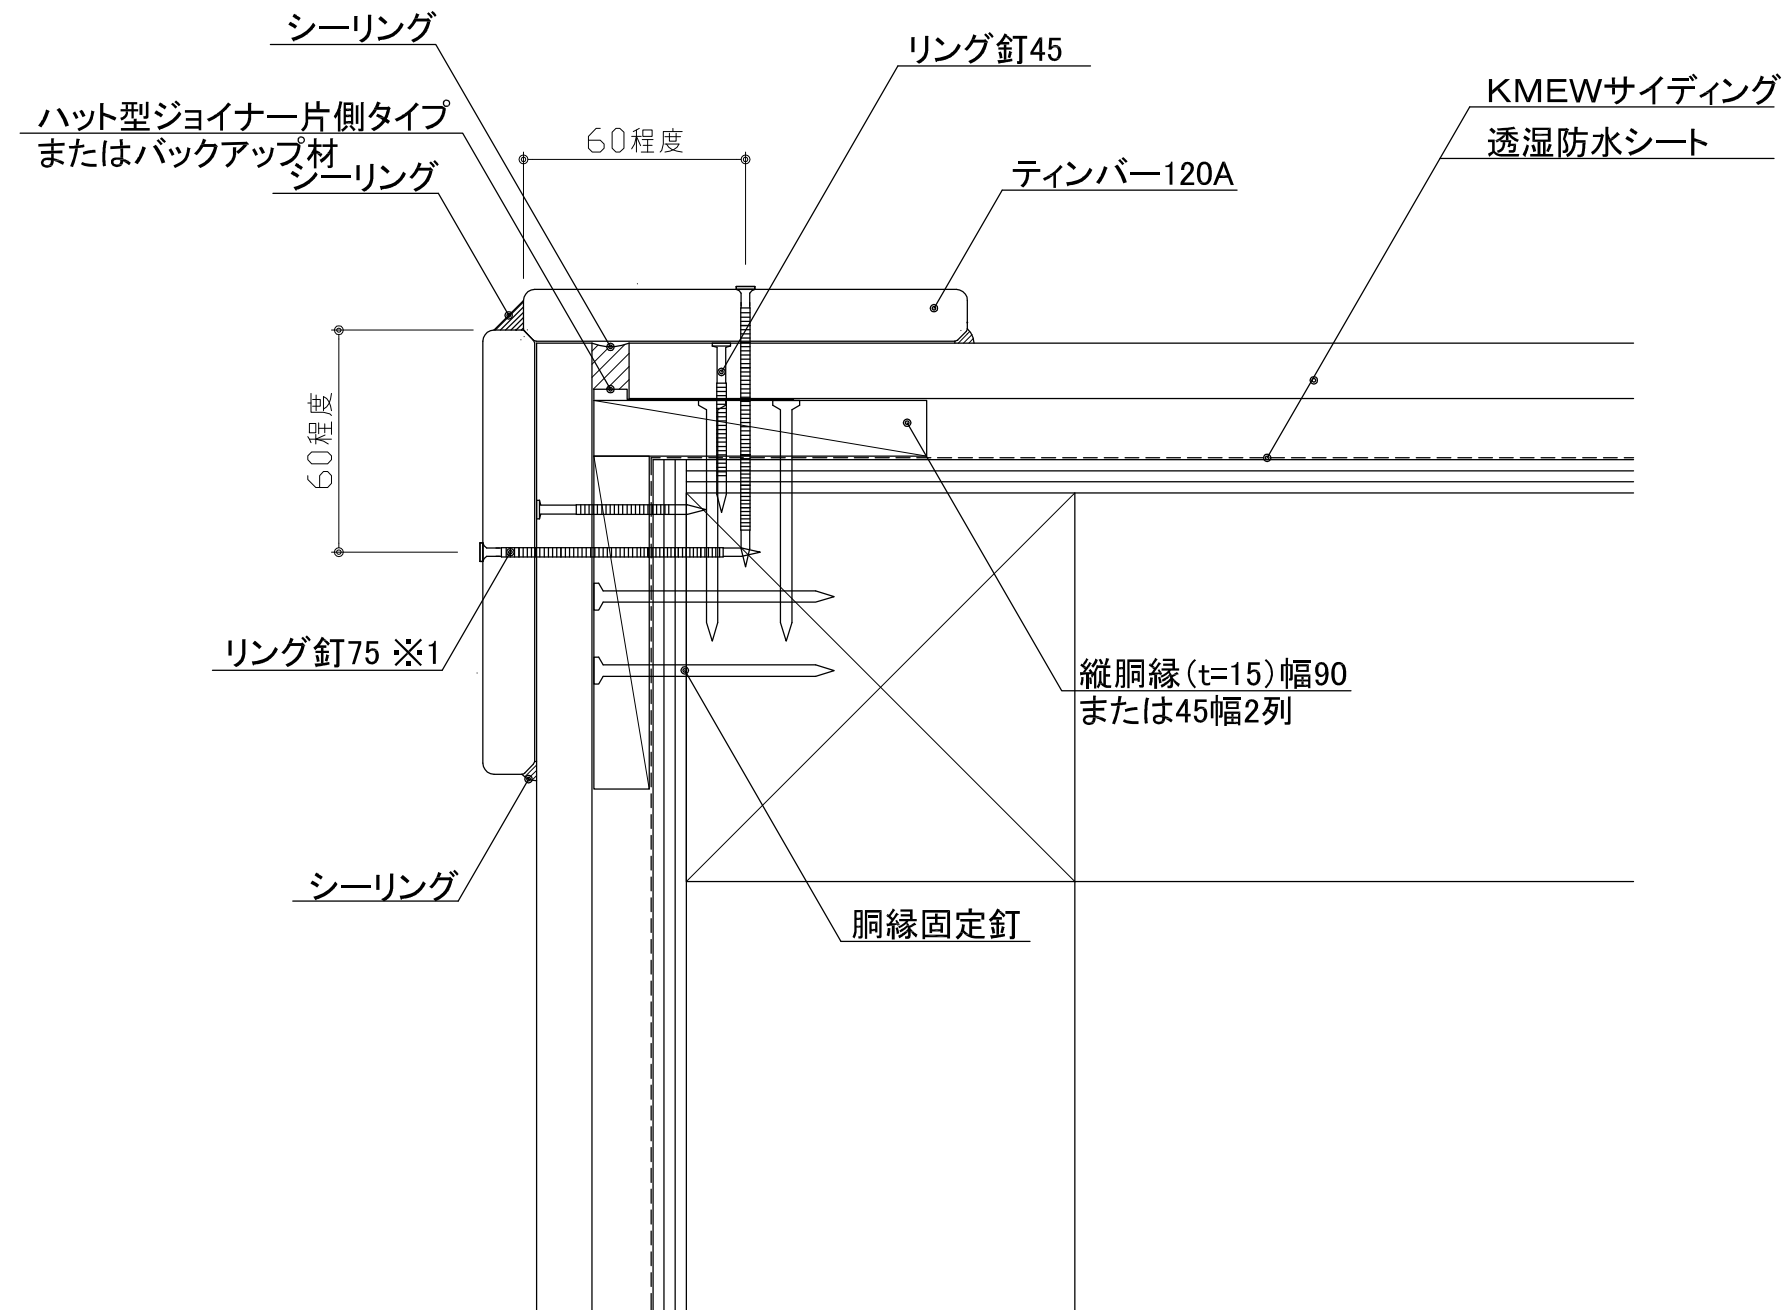 シーリング
リング釘45
KMEWサイディング
ハット型ジョイナー片側タイプ
またはバックアップ材
60程度
透湿防水シート
シーリング
ティンバー120A
60程度
リング釘75 ※1
縦胴縁(t=15)幅90
または45幅2列
シーリング
胴縁固定釘